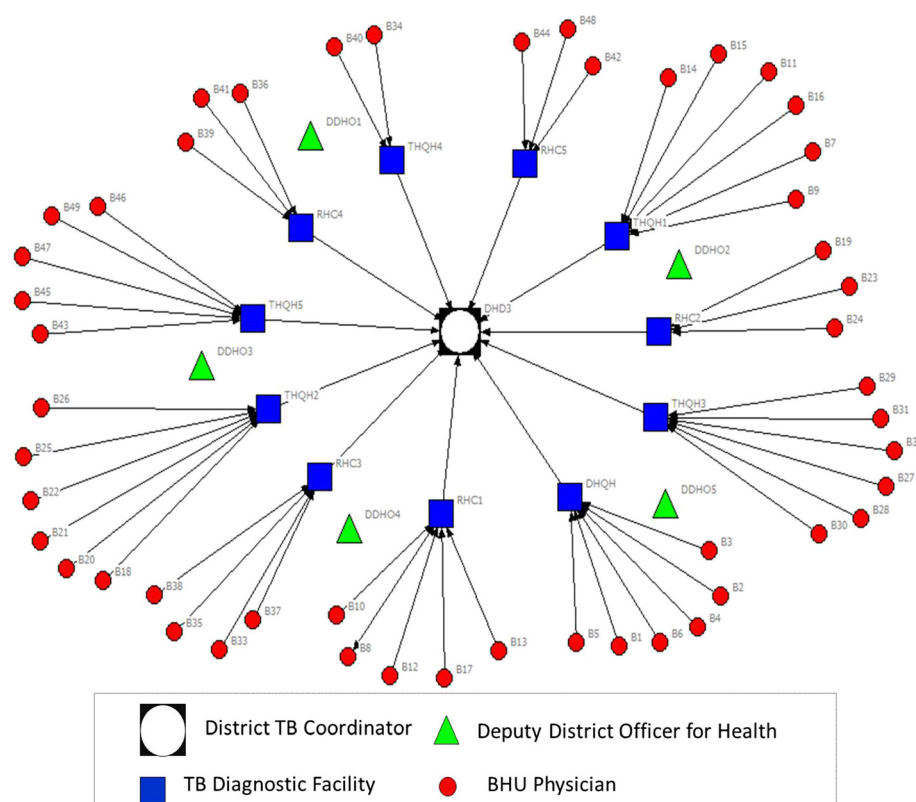 B48
B34
B40
B44
B15
B42
B14
B11
B36
B41
B16
DDHO1
B39
B7
THQH4
RHC5
B9
B46
B49
RHC4
THQH1
B19
B47
DDHO2
B23
B45
THQH5
DHD3
B43
B24
RHC2
DDHO3
B29
THQH2
THQH3
B26
B31
B3
B25
RHC3
B27
B22
DHQH
DDHO5
RHC1
DDHO4
B28
B30
B21
B3
B20
B18
B38
B2
B10
B37
B4
B35
B5
B1
B6
B33
B8
B13
B12
B17
District TB Coordinator
Deputy District Officer for Health
TB Diagnostic Facility
BHU Physician